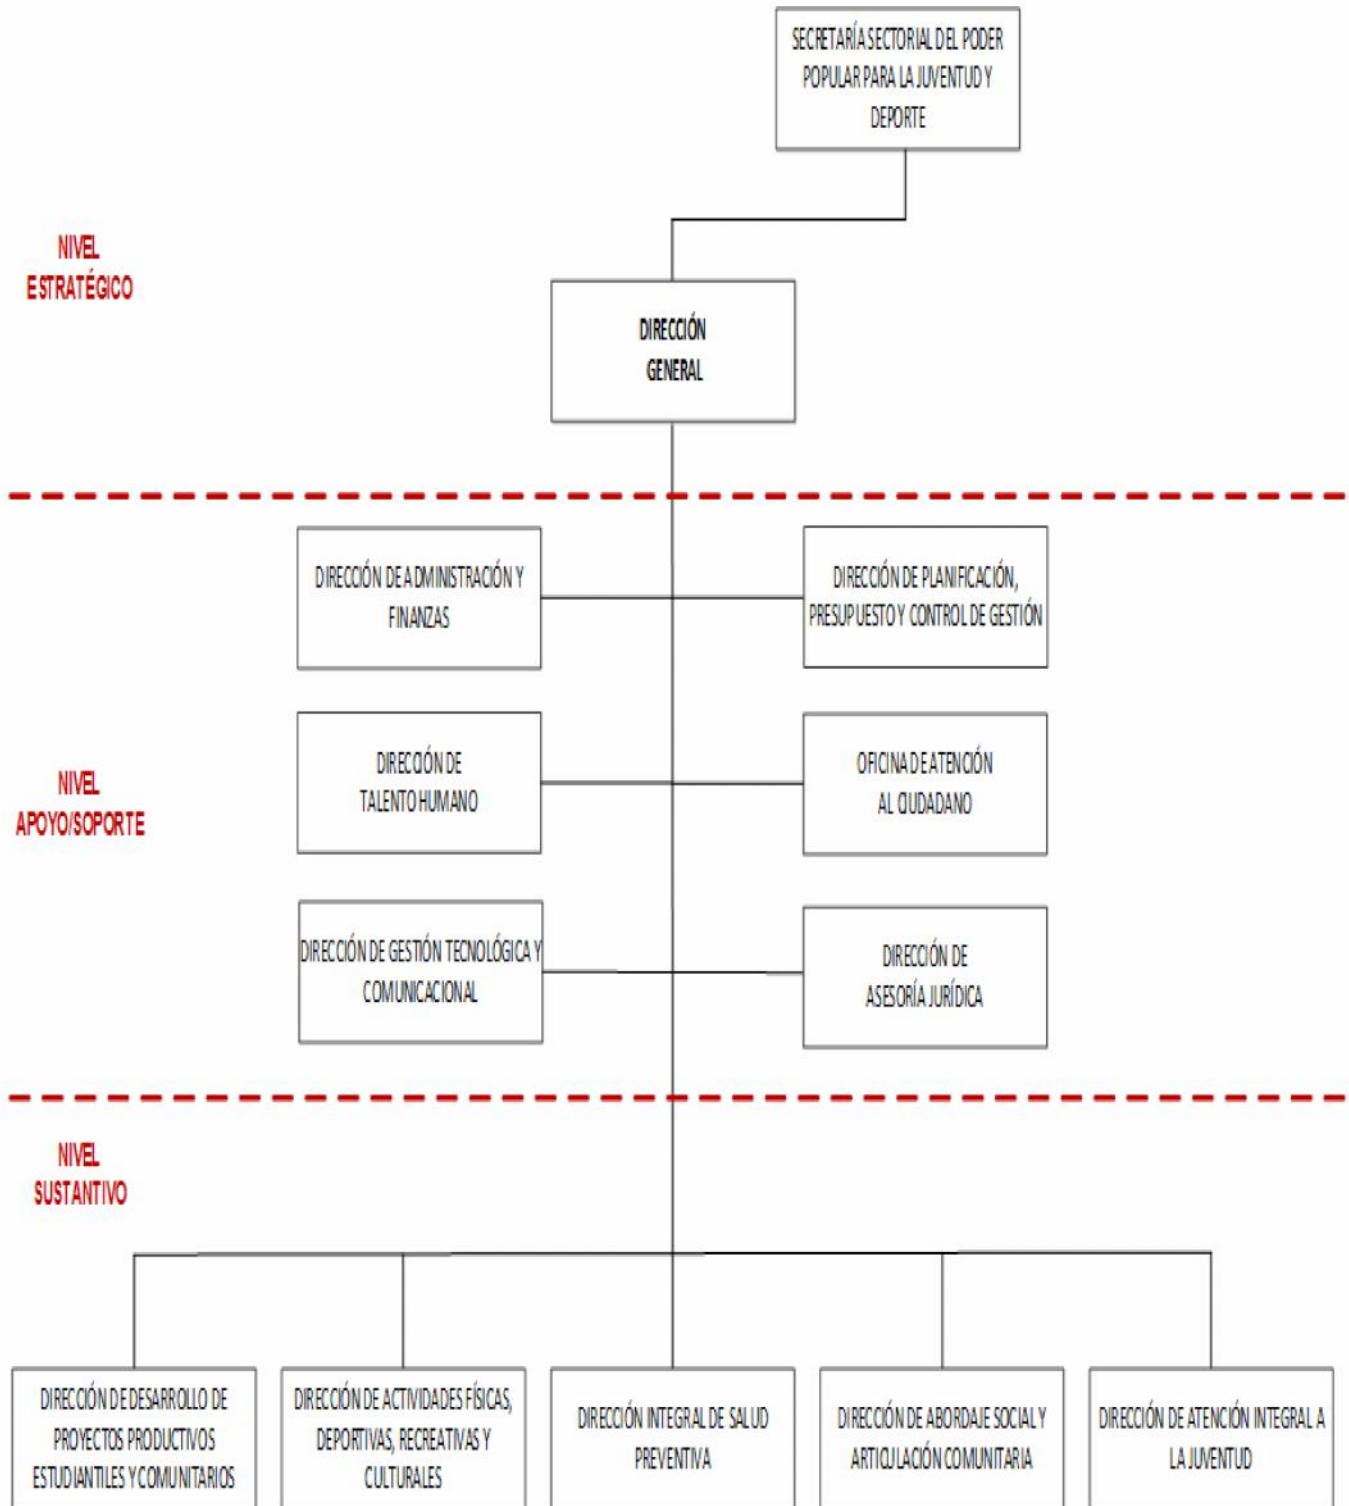 SECRETARÍA SECTORIAL DEL PODER
POPULAR PARA LA JUVENTUD Y
DEPORTE
NIVEL
ESTRATÉGICO
DIRECCIÓN
GENERAL
DIRECCIÓN DE ADMINISTRACIÓN Y
FINANZAS
DIRECCIÓN DE PLANIFICACIÓN,
PRESUPUESTO Y CONTROL DE GESTIÓN
NIVEL
APOYO/SOPORTE
DIRECCIÓN DE
TALENTO HUMANO
OFICINA DE ATENCIÓN
AL CIUDADANO
DIRECCIÓN DE GESTIÓN TECNOLÓGICA Y
COMUNICACIONAL
DIRECCIÓN DE
ASESORÍA JURÍDICA
NIVEL
SUSTANTIVO
DIRECCIÓN DE DESARROLLO DE
PROYECTOS PRODUCTIVOS
ESTUDIANTILES Y COMUNITARIOS
DIRECCIÓN DE ACTIVIDADES FÍSICAS,
DEPORTIVAS, RECREATIVAS Y
CULTURALES
DIRECCIÓN INTEGRAL DE SALUD
PREVENTIVA
DIRECCIÓN DE ABORDAJE SOCIAL Y
ARTICULACIÓN COMUNITARIA
DIRECCIÓN DE ATENCIÓN INTEGRAL A
LA JUVENTUD